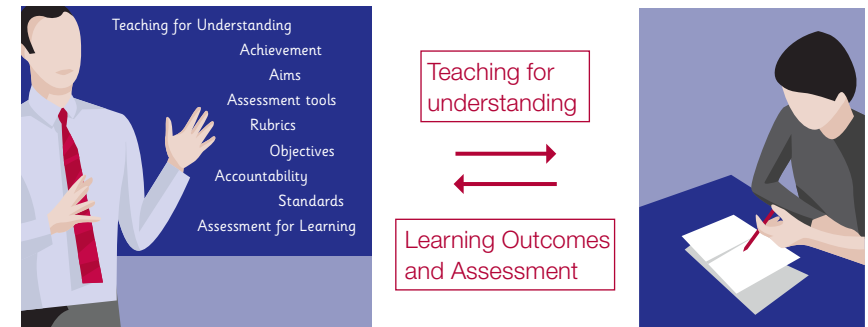 Teaching for Understanding
Achievement
Aims
Assessment tools
Rubrics
Objectives
Accountability
Standards
Assessment for Learning
Teaching for
understanding
Learning Outcomes
and Assessment